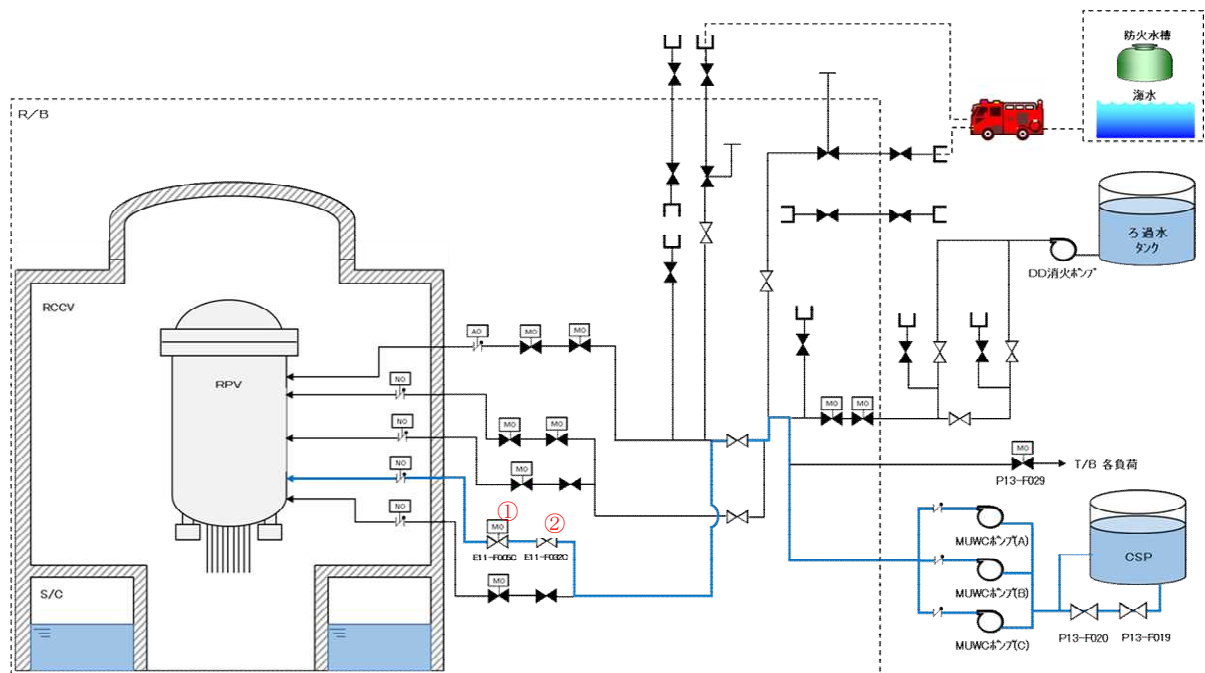 防火水槽
海水
R/B
ろ過水
タンク
DD消火ポンプ
RCCV
AO
MO
MO
RPV
NO
MO
MO
MO
MO
NO
MO
MO
T/B 各負荷
P13-F029
NO
①
②
MO
E11-F005C
E11-F032C
NO
MO
MUWCポンプ(A)
MUWCポンプ(B)
MUWCポンプ(C)
CSP
P13-F020
P13-F019
S/C